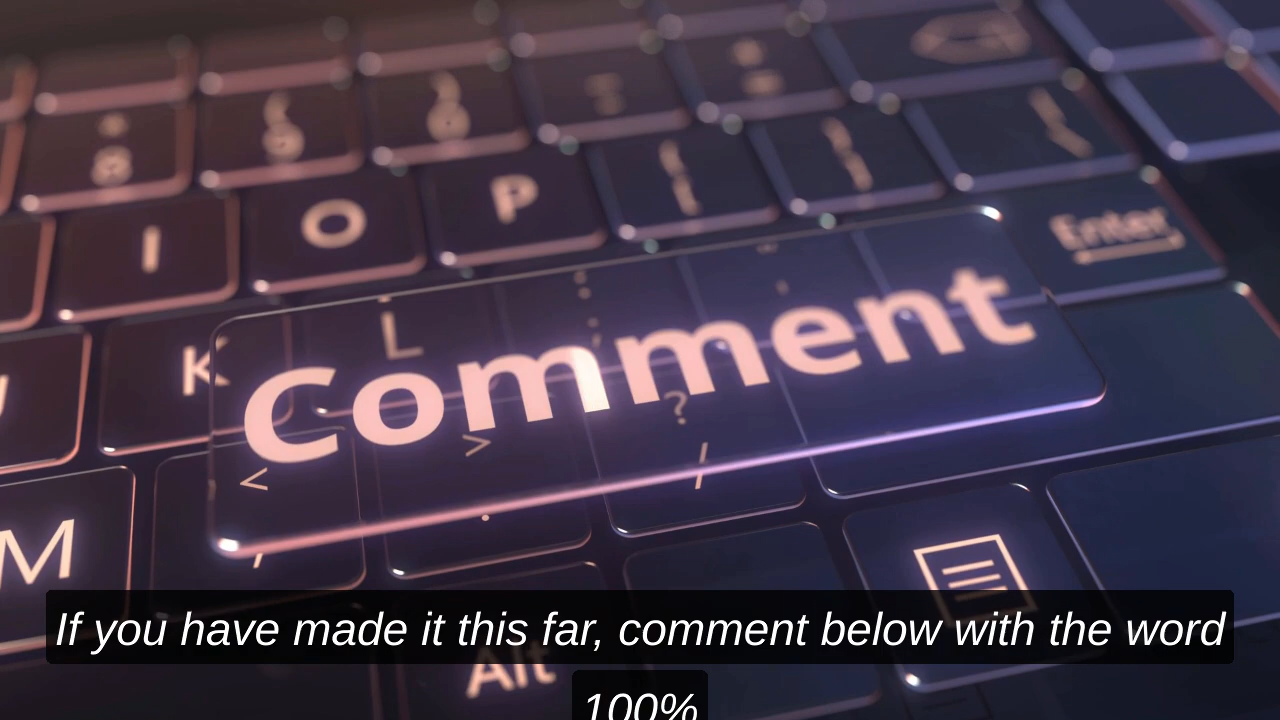 I O P Enter
K L
Comment
< > ?
/
M
If you have made it this far, comment below with the word
Alt
100%